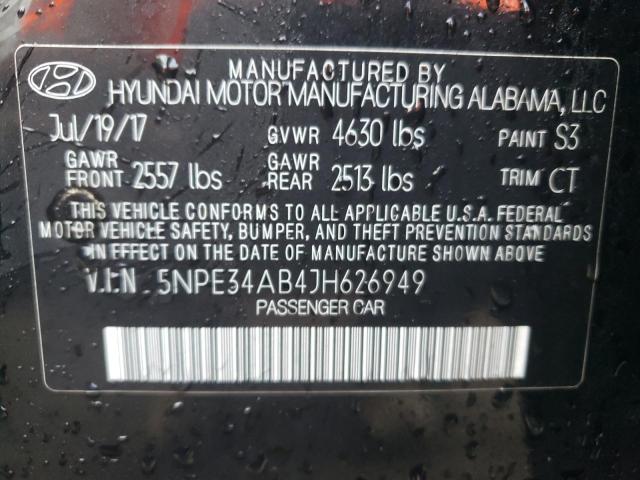 MANUFACTURED BY
HYUNDAI MOTOR MANUFACTURING ALABAMA, LLC
Jul/19/17 GVWR 4630 lbs PAINT S3
GAWR FRONT 2557 lbs GAWR REAR 2513 lbs TRIM CT
THIS VEHICLE CONFORMS TO ALL APPLICABLE U.S.A. FEDERAL
MOTOR VEHICLE SAFETY, BUMPER, AND THEFT PREVENTION STANDARDS
IN EFFECT ON THE DATE OF MANUFACTURE SHOWN ABOVE.
V.I.N 5NPE34AB4JH626949
PASSENGER CAR